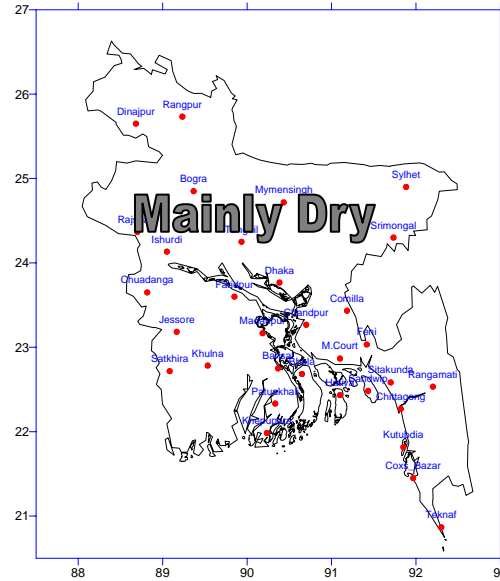 27
26
25
24
23
22
21
Rangpur
Dinajpur
Bogra
Sylhet
Mymensingh
Mainly Dry
Srimongal
Ishurdi
Dhaka
Chuadanga
Faridpur
Comilla
Chandpur
Jessore
Madaripur
Feni
M.Court
Khulna
Satkhira
Barisal
Bhola
Sitakunda
Rangamati
Sandwip
Hatiya
Patuakhali
Chittagong
Khepupara
Kutubdia
Coxs_Bazar
Teknaf
88 89 90 91 92